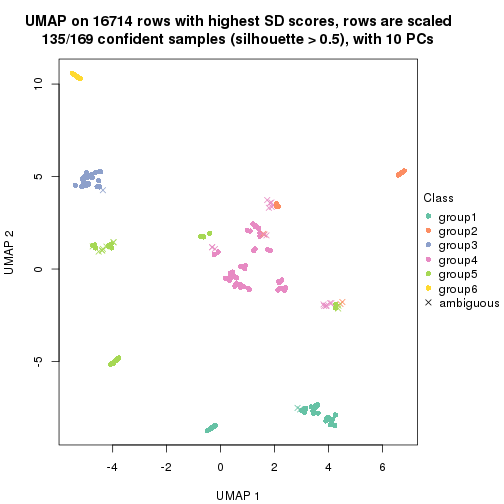 UMAP on 16714 rows with highest SD scores, rows are scaled
135/169 confident samples (silhouette > 0.5), with 10 PCs
10
5
0
-5
UMAP 2
-4
-2
0
2
4
6
UMAP 1
Class
group1
group2
group3
group4
group5
group6
ambiguous